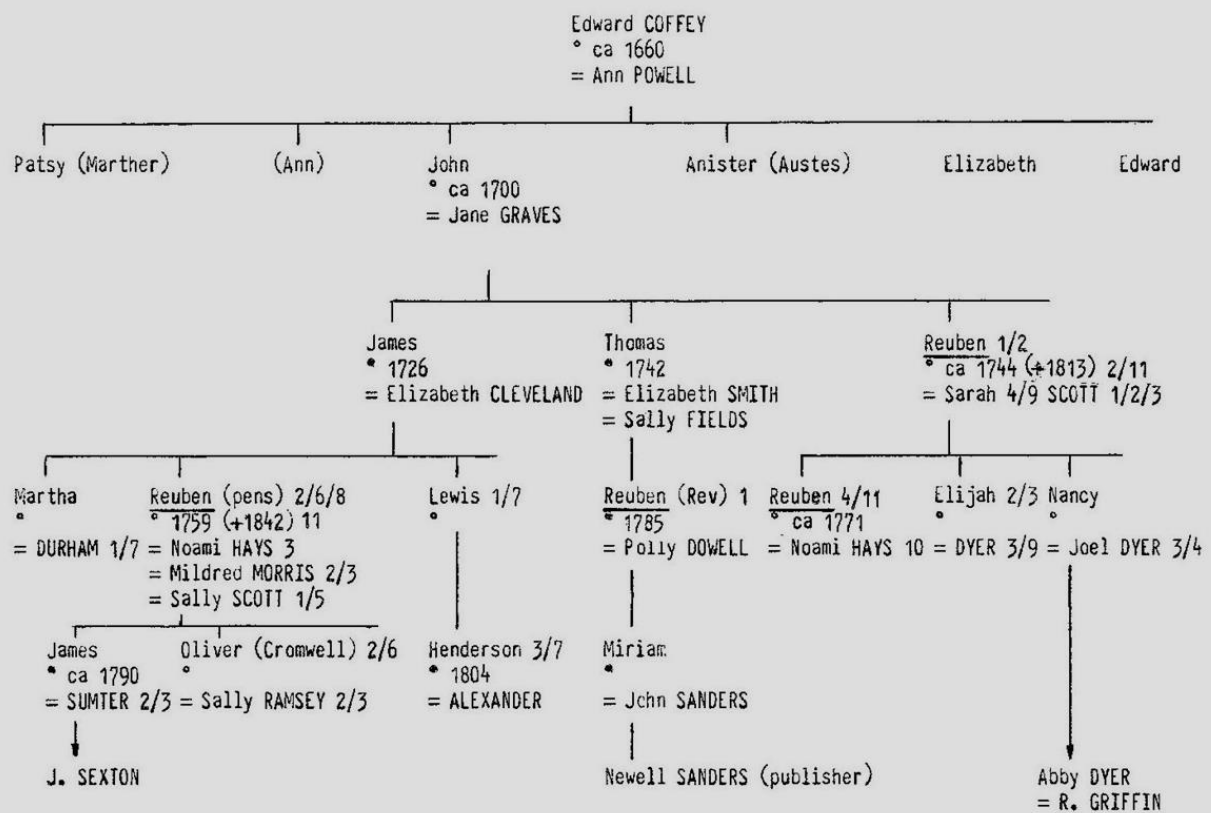 Edward COFFEY
° ca 1660
= Ann POWELL
Patsy (Marther)
(Ann)
John
° ca 1700
= Jane GRAVES
Anister (Austes)
Elizabeth
Edward
James
° 1726
= Elizabeth CLEVELAND
Thomas
° 1742
= Elizabeth SMITH
= Sally FIELDS
Reuben 1/2
° ca 1744 (+1813) 2/11
= Sarah 4/9 SCOTT 1/2/3
Martha
°
= DURHAM 1/7
Reuben (pens) 2/6/8
° 1759 (+1842) 11
= Noami HAYS 3
= Mildred MORRIS 2/3
= Sally SCOTT 1/5
Lewis 1/7
°
Reuben (Rev) 1
° 1785
= Polly DOWELL
Reuben 4/11
° ca 1771
= Noami HAYS 10
Elijah 2/3
°
= DYER 3/9
Nancy
°
= Joel DYER 3/4
James
° ca 1790
= SUMTER 2/3
Oliver (Cromwell) 2/6
°
= Sally RAMSEY 2/3
Henderson 3/7
° 1804
= ALEXANDER
Miriam
°
= John SANDERS
J. SEXTON
Newell SANDERS (publisher)
Abby DYER
= R. GRIFFIN